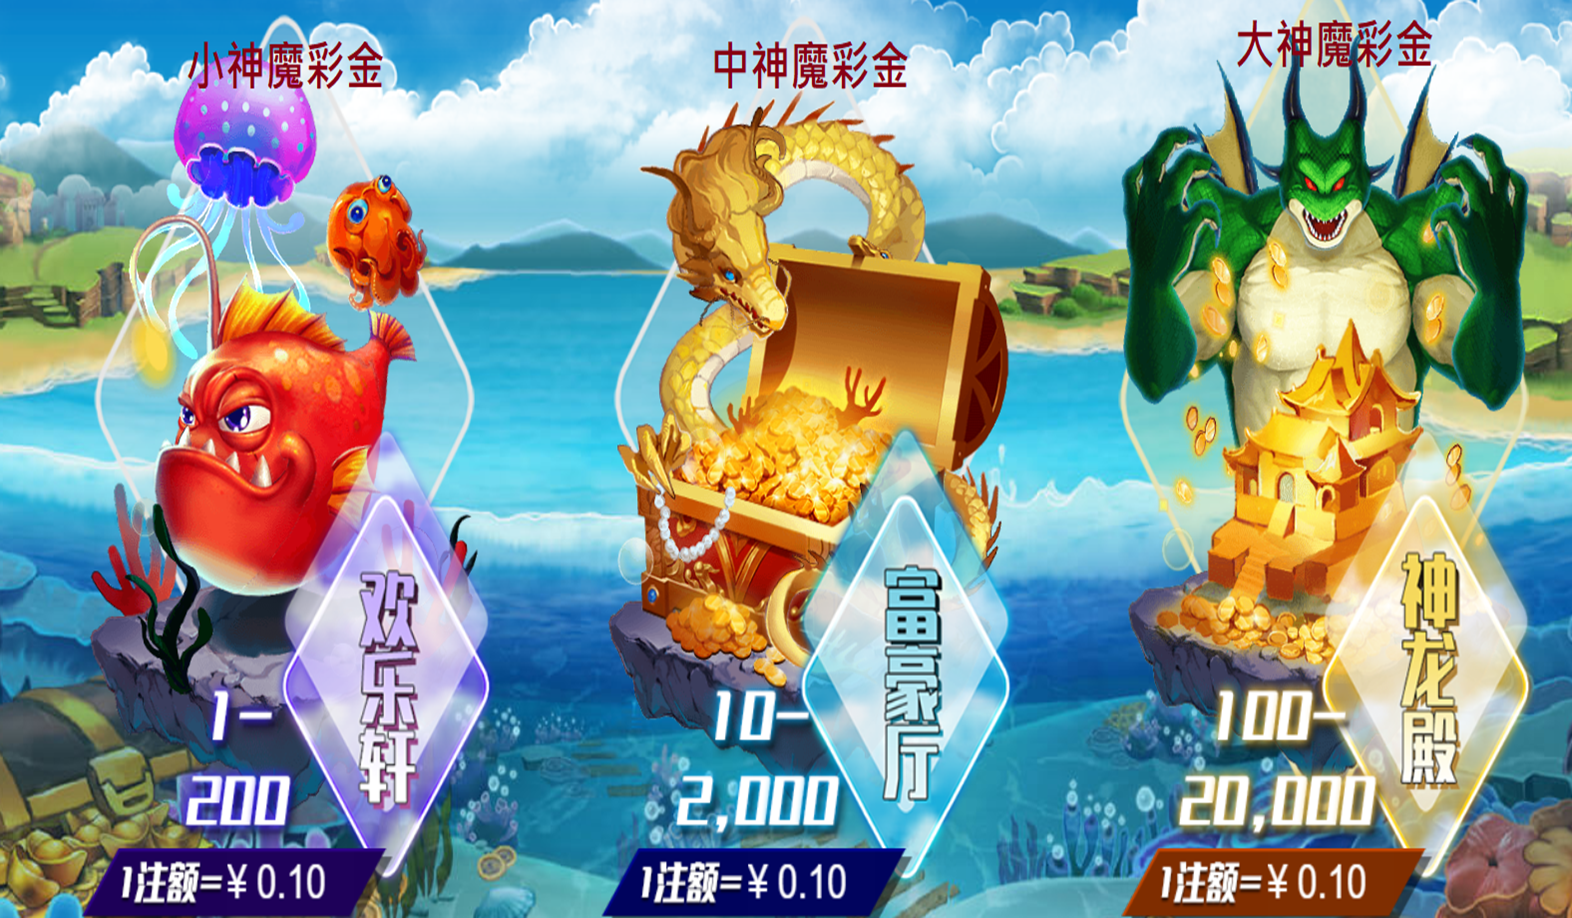 小神魔彩金
中神魔彩金
大神魔彩金
欢乐轩
1-
200
1注额=￥0.10
富豪厅
10-
2,000
1注额=￥0.10
神龙殿
100-
20,000
1注额=￥0.10